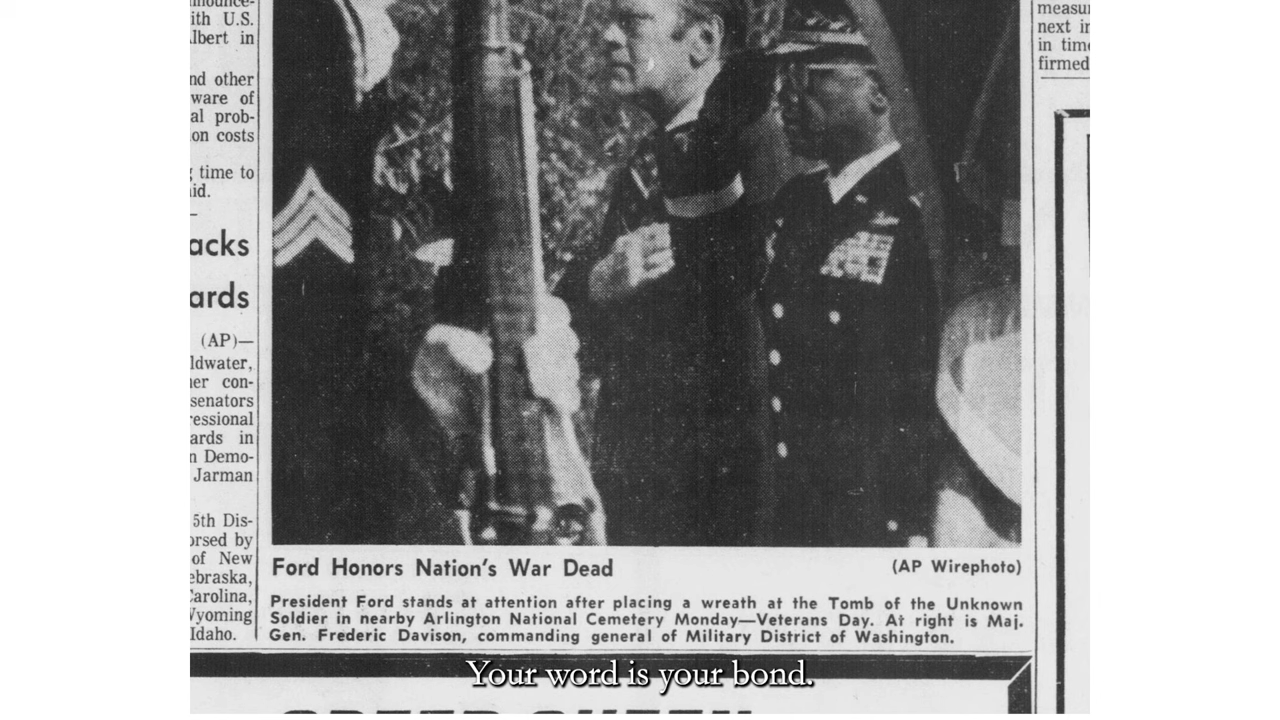 ith U.S.
lbert in
nd other
ware of
al prob-
on costs
time to
id.
acks
ards
(AP)—
ldwater,
er con-
senators
ressional
ards in
n Demo-
Jarman
5th Dis-
orsed by
of New
ebraska,
Carolina,
Wyoming
Idaho.
Ford Honors Nation's War Dead
(AP Wirephoto)
President Ford stands at attention after placing a wreath at the Tomb of the Unknown
Soldier in nearby Arlington National Cemetery Monday—Veterans Day. At right is Maj.
Gen. Frederic Davison, commanding general of Military District of Washington.
measu
next i
in tim
firmed
Your word is your bond.